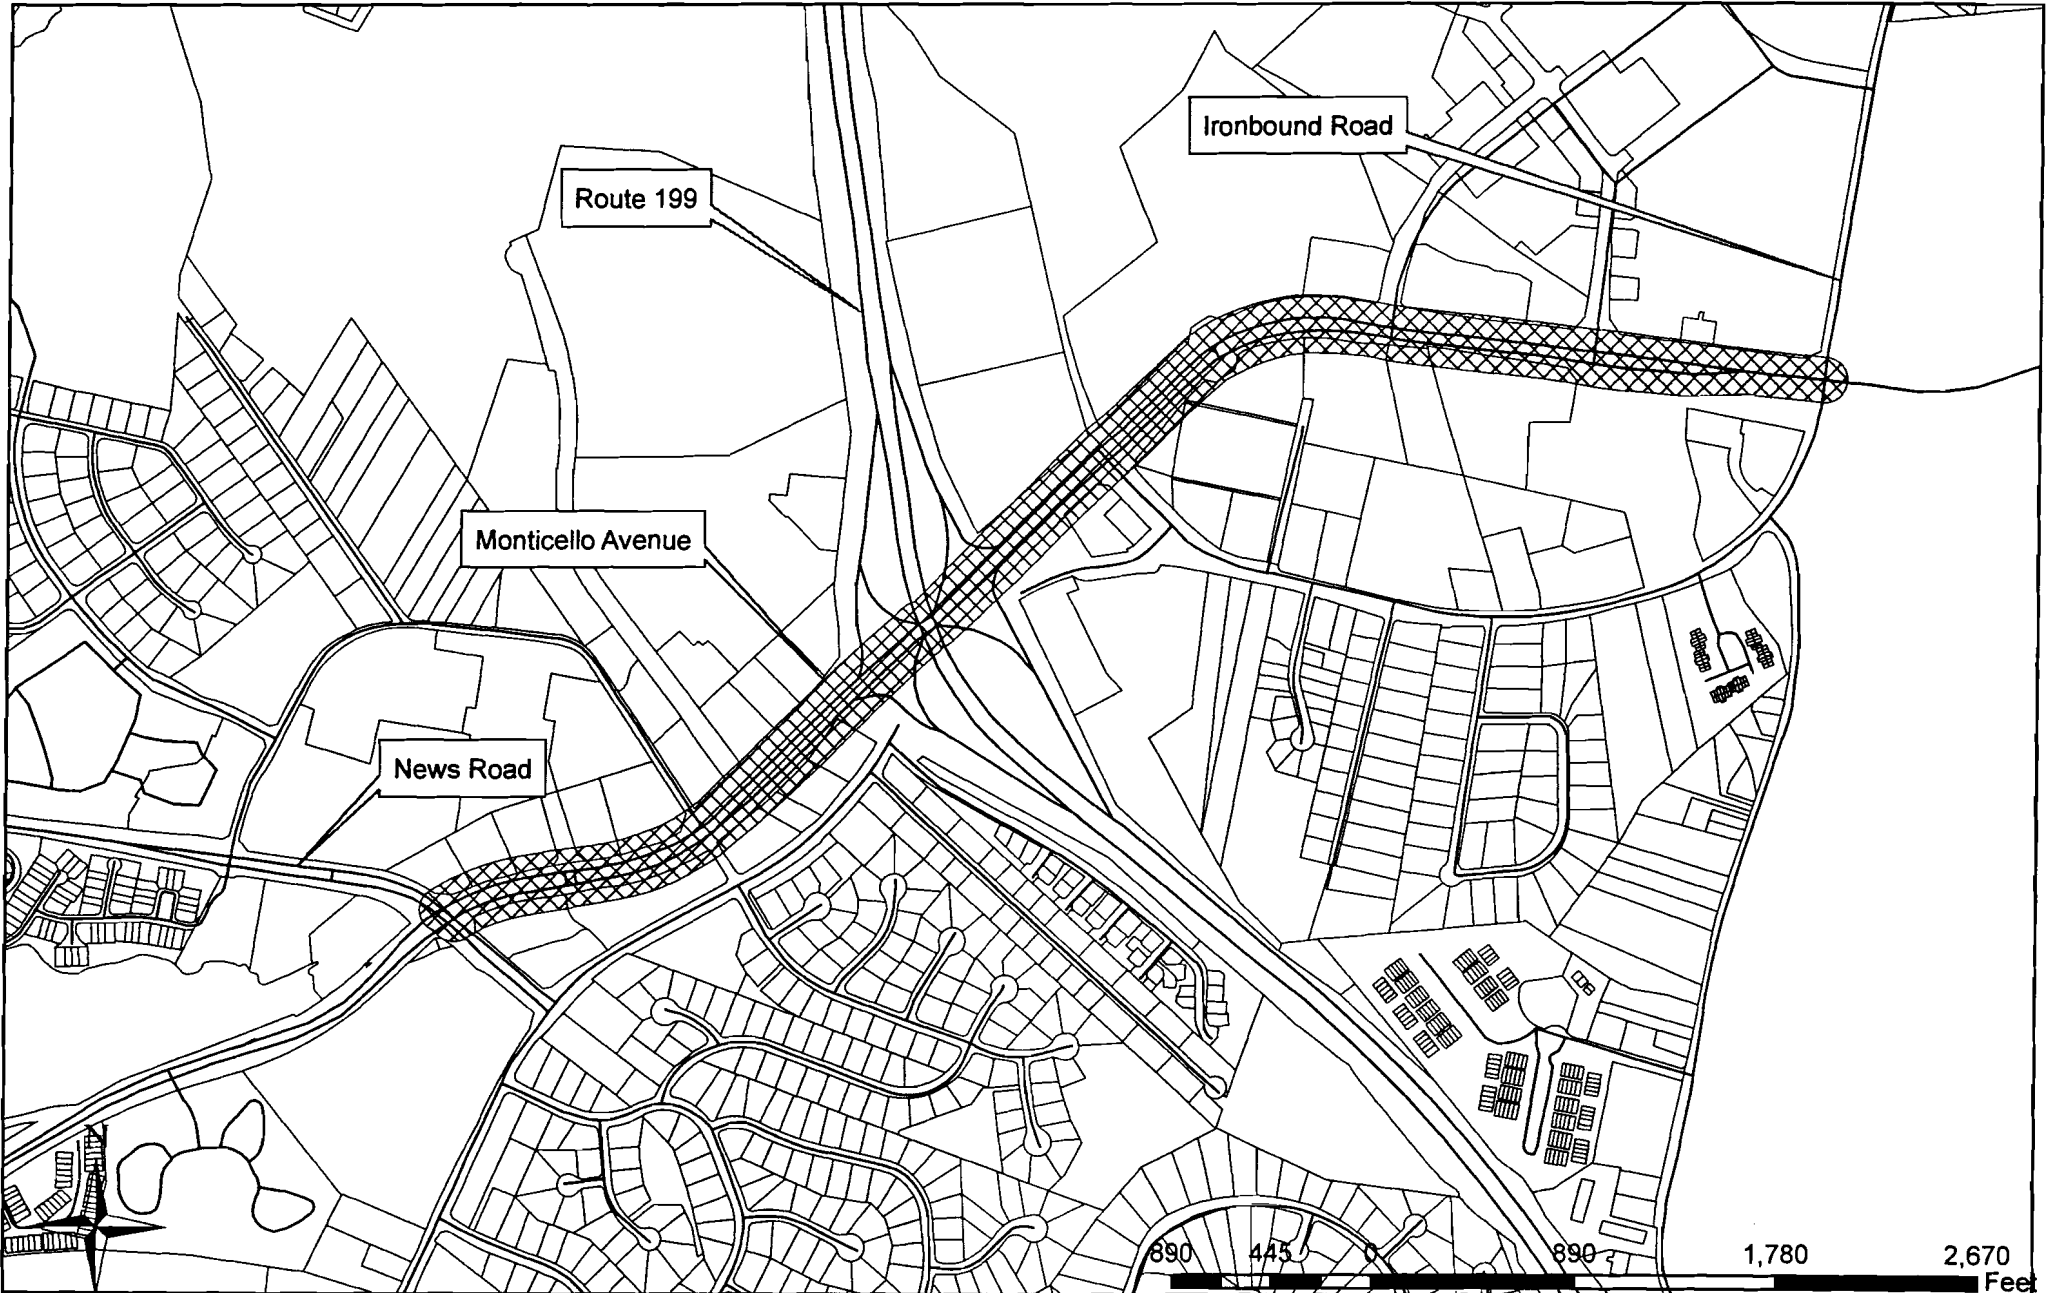 Ironbound Road
Route 199
Monticello Avenue
News Road
890 445 0 890 1,780 2,670
Feet